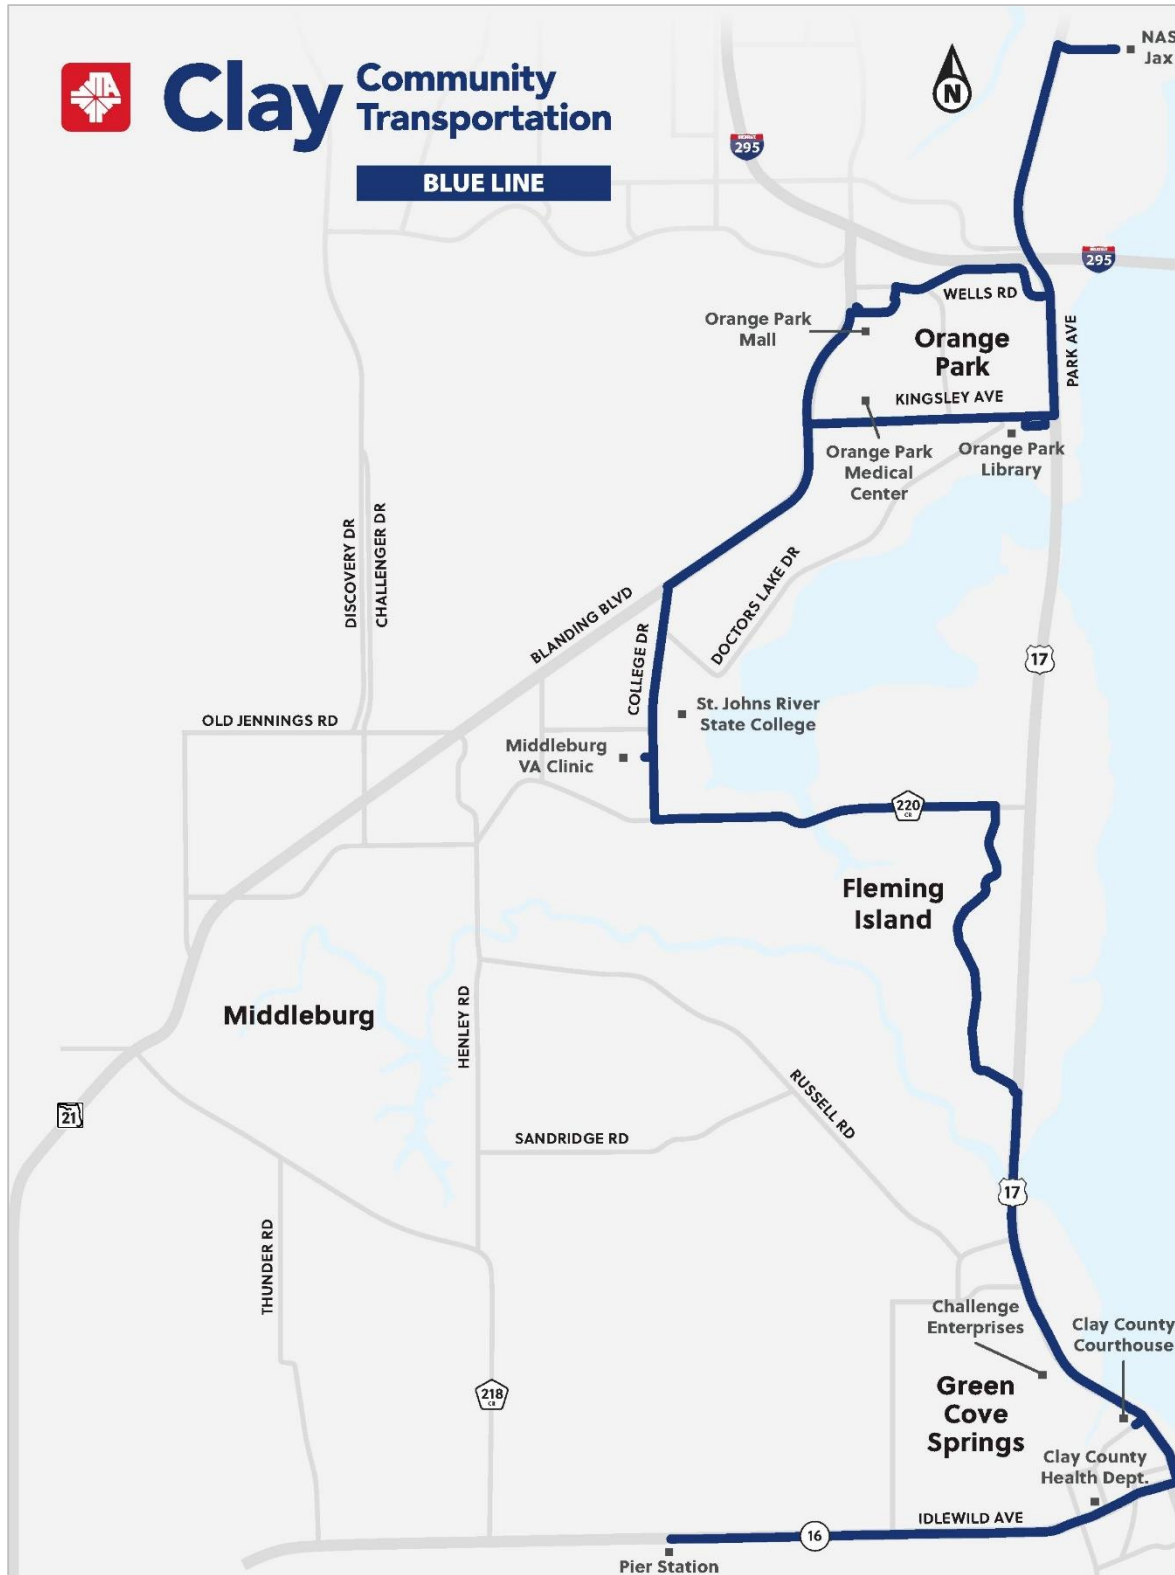 JTA
Clay
Community
Transportation
BLUE LINE
N
NAS
Jax
295
295
WELLS RD
Orange Park
Mall
Orange
Park
PARK AVE
KINGSLEY AVE
Orange Park
Medical
Center
Orange Park
Library
DISCOVERY DR
CHALLENGER DR
BLANDING BLVD
COLLEGE DR
DOCTORS LAKE DR
17
OLD JENNINGS RD
St. Johns River
State College
Middleburg
VA Clinic
220
CR
Fleming
Island
Middleburg
HENLEY RD
RUSSELL RD
21
SANDRIDGE RD
17
THUNDER RD
Challenge
Enterprises
Clay County
Courthouse
218
CR
Green
Cove
Springs
Clay County
Health Dept.
IDLEWILD AVE
16
Pier Station